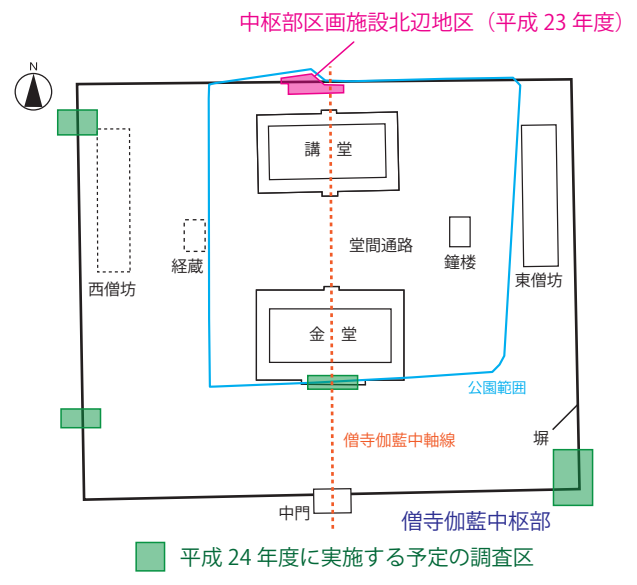 中枢部区画施設北辺地区（平成 23 年度）
N
講　堂
堂間通路
鐘楼
経蔵
東僧坊
西僧坊
金　堂
公園範囲
僧寺伽藍中軸線
塀
中門
僧寺伽藍中枢部
平成 24 年度に実施する予定の調査区